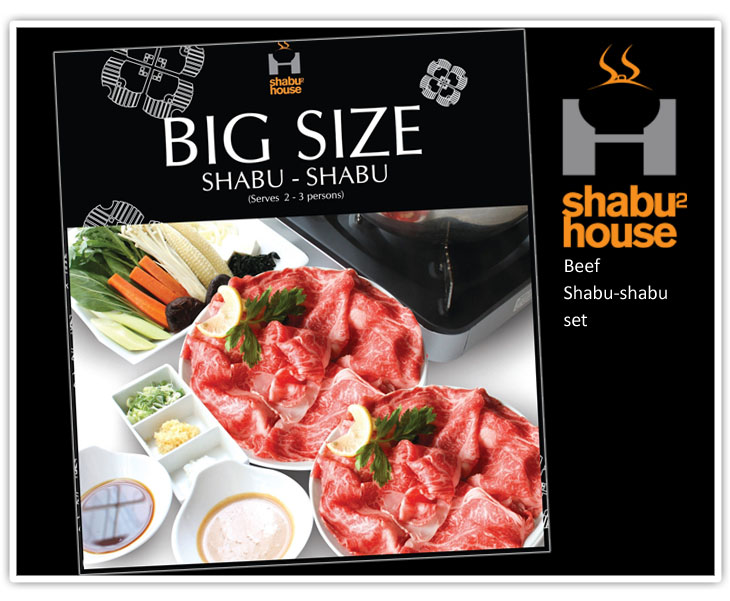 shabu²
house
BIG SIZE
SHABU - SHABU
(Serves 2 - 3 persons)
shabu²
house
Beef
Shabu-shabu
set